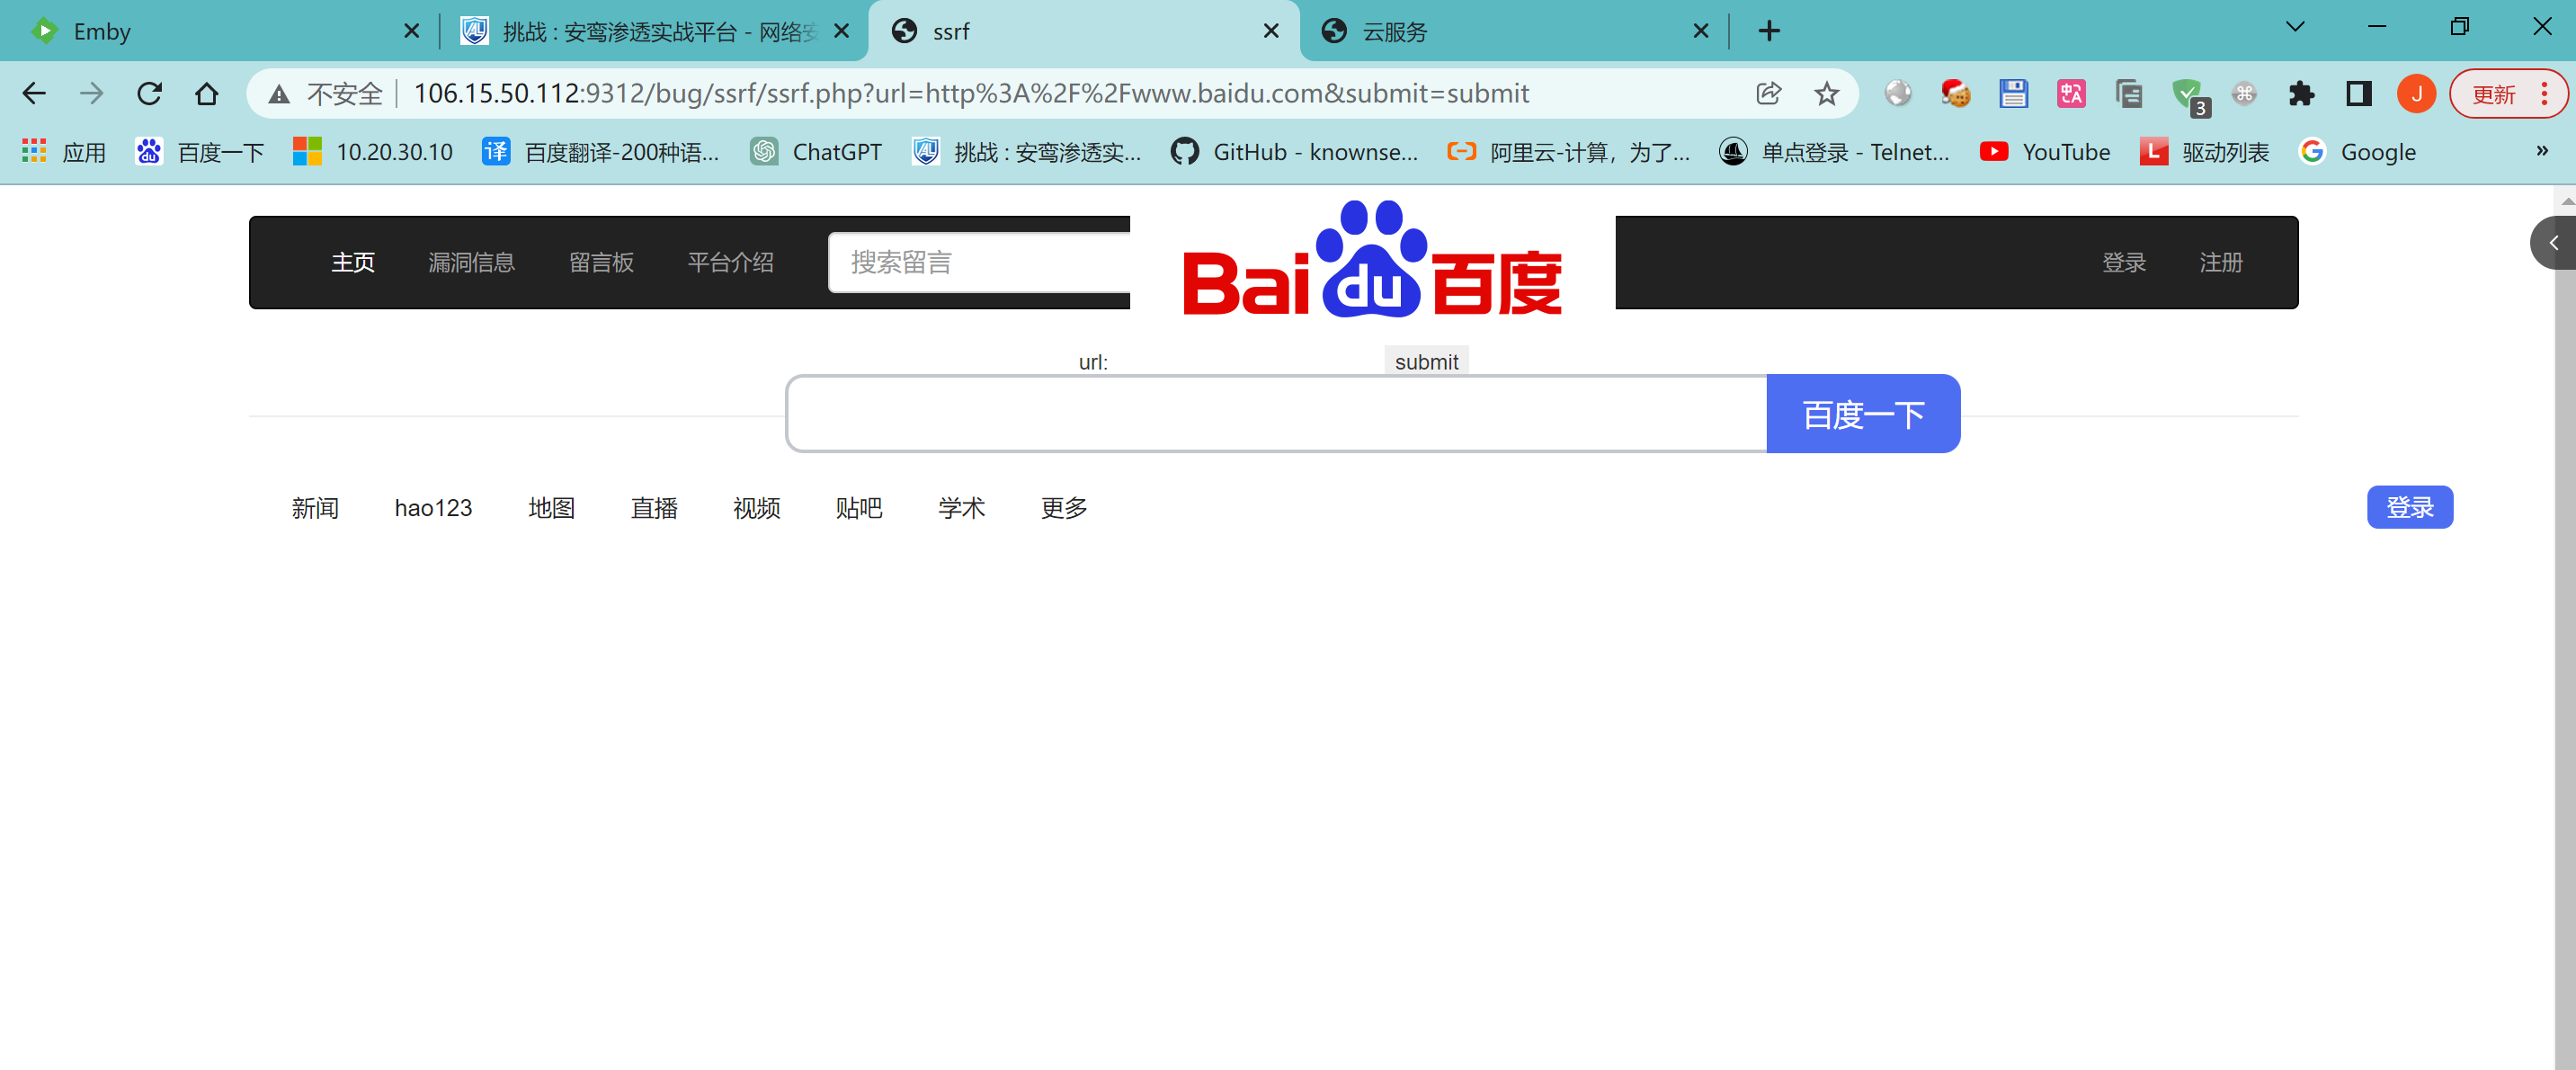 Emby
挑战 : 安鸾渗透实战平台 - 网络安
ssrf
云服务
不安全
106.15.50.112:9312/bug/ssrf/ssrf.php?url=http%3A%2F%2Fwww.baidu.com&submit=submit
中A
3
J
更新
应用
du
百度一下
10.20.30.10
译
百度翻译-200种语...
ChatGPT
挑战 : 安鸾渗透实...
GitHub - knownse...
阿里云-计算，为了...
单点登录 - Telnet...
YouTube
L
驱动列表
Google
»
主页
漏洞信息
留言板
平台介绍
搜索留言
Bai du 百度
登录
注册
url:
submit
百度一下
新闻
hao123
地图
直播
视频
贴吧
学术
更多
登录